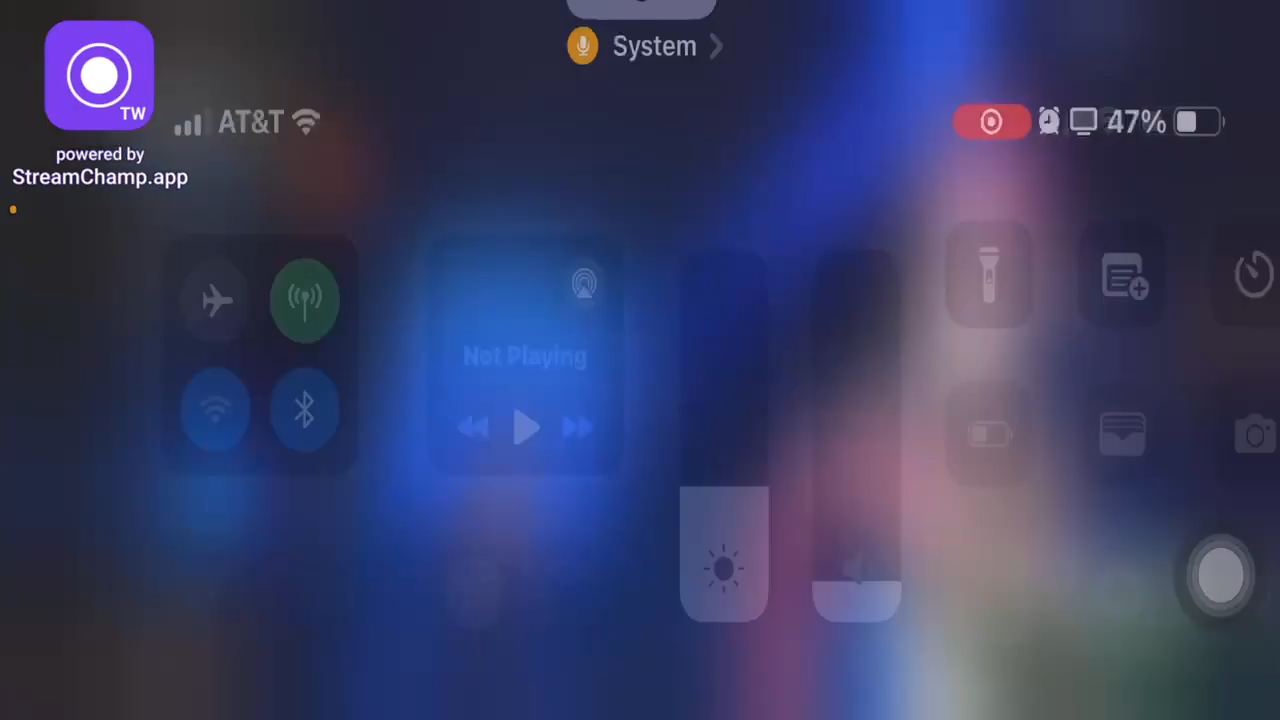 System
TW
AT&T
47%
powered by
StreamChamp.app
Not Playing